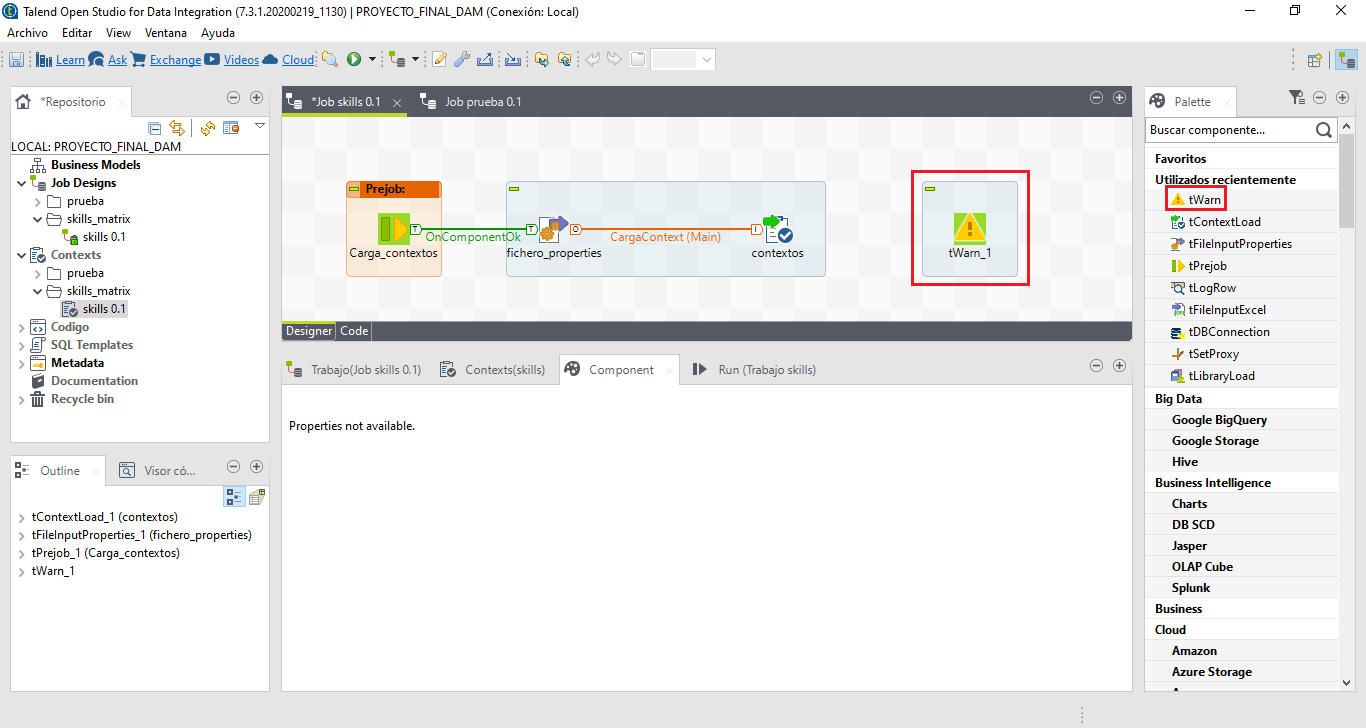 Talend Open Studio for Data Integration (7.3.1.20200219_1130) | PROYECTO_FINAL_DAM (Conexión: Local)
Archivo Editar View Ventana Ayuda
Learn Ask Exchange Videos Cloud
*Repositorio
LOCAL: PROYECTO_FINAL_DAM
Business Models
Job Designs
prueba
skills_matrix
skills 0.1
Contexts
prueba
skills_matrix
skills 0.1
Codigo
SQL Templates
Metadata
Documentation
Recycle bin
Outline
Visor có...
tContextLoad_1 (contextos)
tFileInputProperties_1 (fichero_properties)
tPrejob_1 (Carga_contextos)
tWarn_1
*Job skills 0.1
Job prueba 0.1
Prejob:
T
OnComponentOk
T
O
CargaContext (Main)
I
Carga_contextos
fichero_properties
contextos
tWarn_1
Designer Code
Trabajo(Job skills 0.1)
Contexts(skills)
Component
Run (Trabajo skills)
Properties not available.
Palette
Buscar componente...
Favoritos
Utilizados recientemente
tWarn
tContextLoad
tFileInputProperties
tPrejob
tLogRow
tFileInputExcel
tDBConnection
tSetProxy
tLibraryLoad
Big Data
Google BigQuery
Google Storage
Hive
Business Intelligence
Charts
DB SCD
Jasper
OLAP Cube
Splunk
Business
Cloud
Amazon
Azure Storage